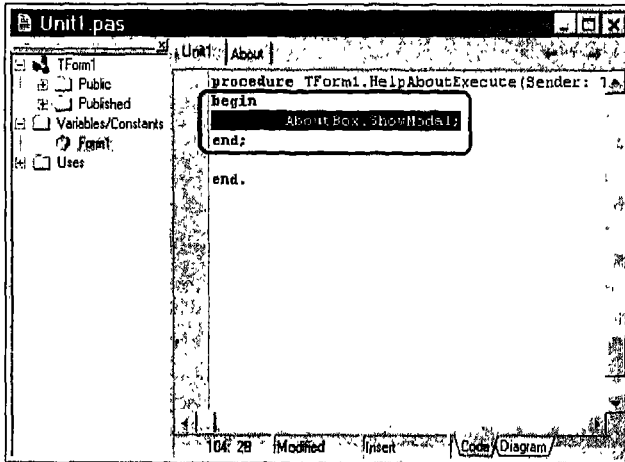 Unit1.pas
TForm1
Public
Published
Variables/Constants
Form1
Uses
Unit1 About
procedure TForm1.HelpAboutExecute(Sender: T
begin
AboutBox.ShowModal;
end;
end.
104: 28 Modified Insert Code Diagram